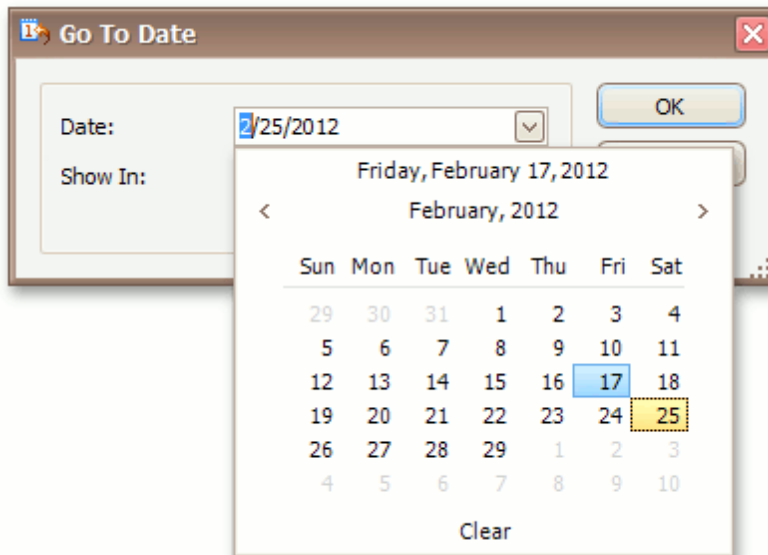 Go To Date
Date: 2/25/2012 OK
Show In:
Friday, February 17, 2012
< February, 2012 >
Sun Mon Tue Wed Thu Fri Sat
29 30 31 1 2 3 4
5 6 7 8 9 10 11
12 13 14 15 16 17 18
19 20 21 22 23 24 25
26 27 28 29 1 2 3
4 5 6 7 8 9 10
Clear